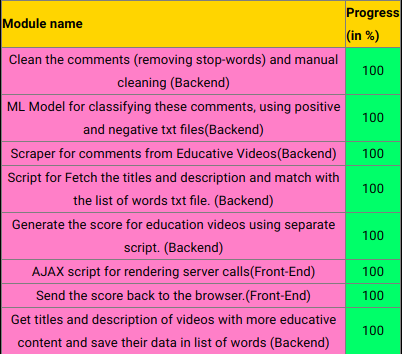 Module name
Progress
(in %)
Clean the comments (removing stop-words) and manual
cleaning (Backend)
100
ML Model for classifying these comments, using positive
and negative txt files(Backend)
100
Scraper for comments from Educative Videos(Backend)
100
Script for Fetch the titles and description and match with
the list of words txt file. (Backend)
100
Generate the score for education videos using separate
script. (Backend)
100
AJAX script for rendering server calls(Front-End)
100
Send the score back to the browser.(Front-End)
100
Get titles and description of videos with more educative
content and save their data in list of words (Backend)
100